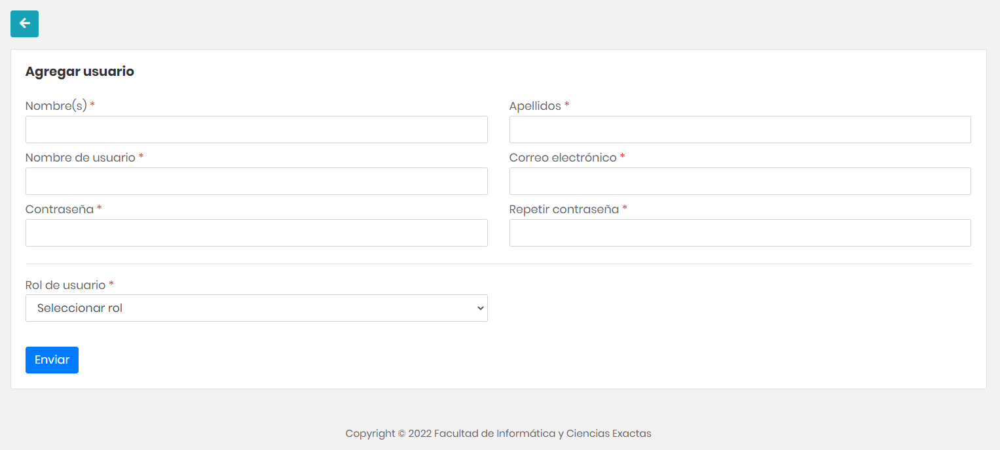 Agregar usuario
Nombre(s) *
Apellidos *
Nombre de usuario *
Correo electrónico *
Contraseña *
Repetir contraseña *
Rol de usuario *
Seleccionar rol
Enviar
Copyright © 2022 Facultad de Informática y Ciencias Exactas